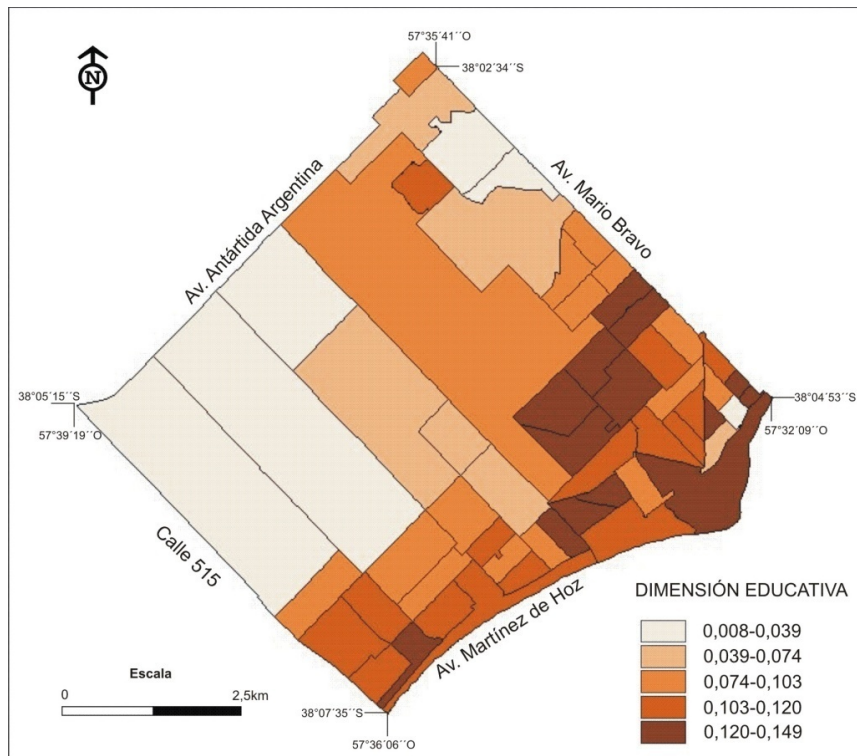 57°35´41´´O
38°02´34´´S
N
Av. Antártida Argentina
Av. Mario Bravo
38°05´15´´S
57°39´19´´O
38°04´53´´S
57°32´09´´O
Calle 515
Av. Martínez de Hoz
DIMENSIÓN EDUCATIVA
0,008-0,039
0,039-0,074
0,074-0,103
0,103-0,120
0,120-0,149
Escala
0 2,5km
38°07´35´´S
57°36´06´´O